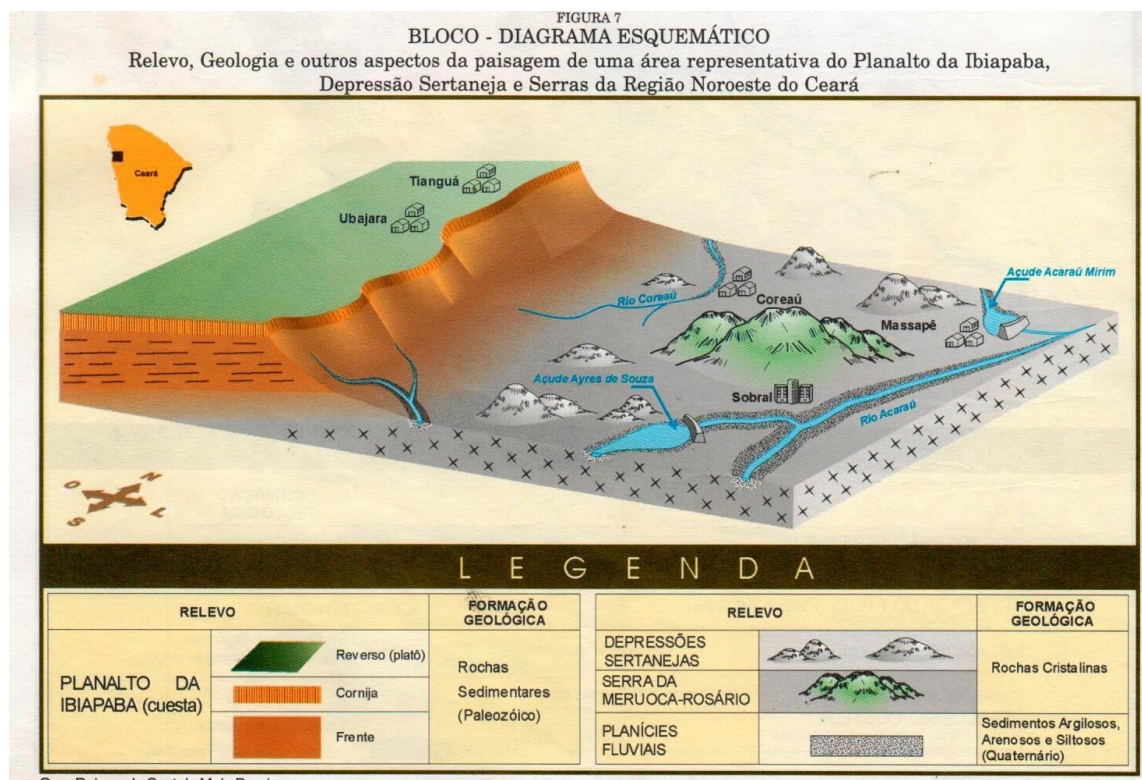 FIGURA 7
BLOCO - DIAGRAMA ESQUEMÁTICO
Relevo, Geologia e outros aspectos da paisagem de uma área representativa do Planalto da Ibiapaba,
Depressão Sertaneja e Serras da Região Noroeste do Ceará
Ceará
Tianguá
Ubajara
Rio Coreaú
Coreaú
Açude Acaraú Mirim
Massapê
Açude Ayres de Souza
Sobral
Rio Acaraú
O
N
S
L
LEGENDA
RELEVO
FORMAÇÃO
GEOLÓGICA
PLANALTO DA
IBIAPABA (cuesta)
Reverso (platô)
Cornija
Frente
Rochas
Sedimentares
(Paleozóico)
RELEVO
FORMAÇÃO
GEOLÓGICA
DEPRESSÕES
SERTANEJAS
SERRA DA
MERUOCA-ROSÁRIO
Rochas Cristalinas
PLANÍCIES
FLUVIAIS
Sedimentos Argilosos,
Arenosos e Siltosos
(Quaternário)